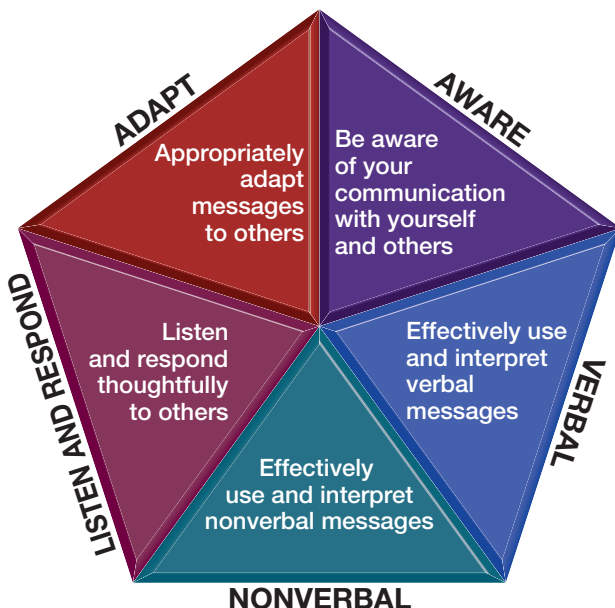 ADAPT
Appropriately
adapt
messages
to others
AWARE
Be aware
of your
communication
with yourself
and others
VERBAL
Effectively use
and interpret
verbal
messages
NONVERBAL
Effectively
use and interpret
nonverbal messages
LISTEN AND RESPOND
Listen
and respond
thoughtfully
to others